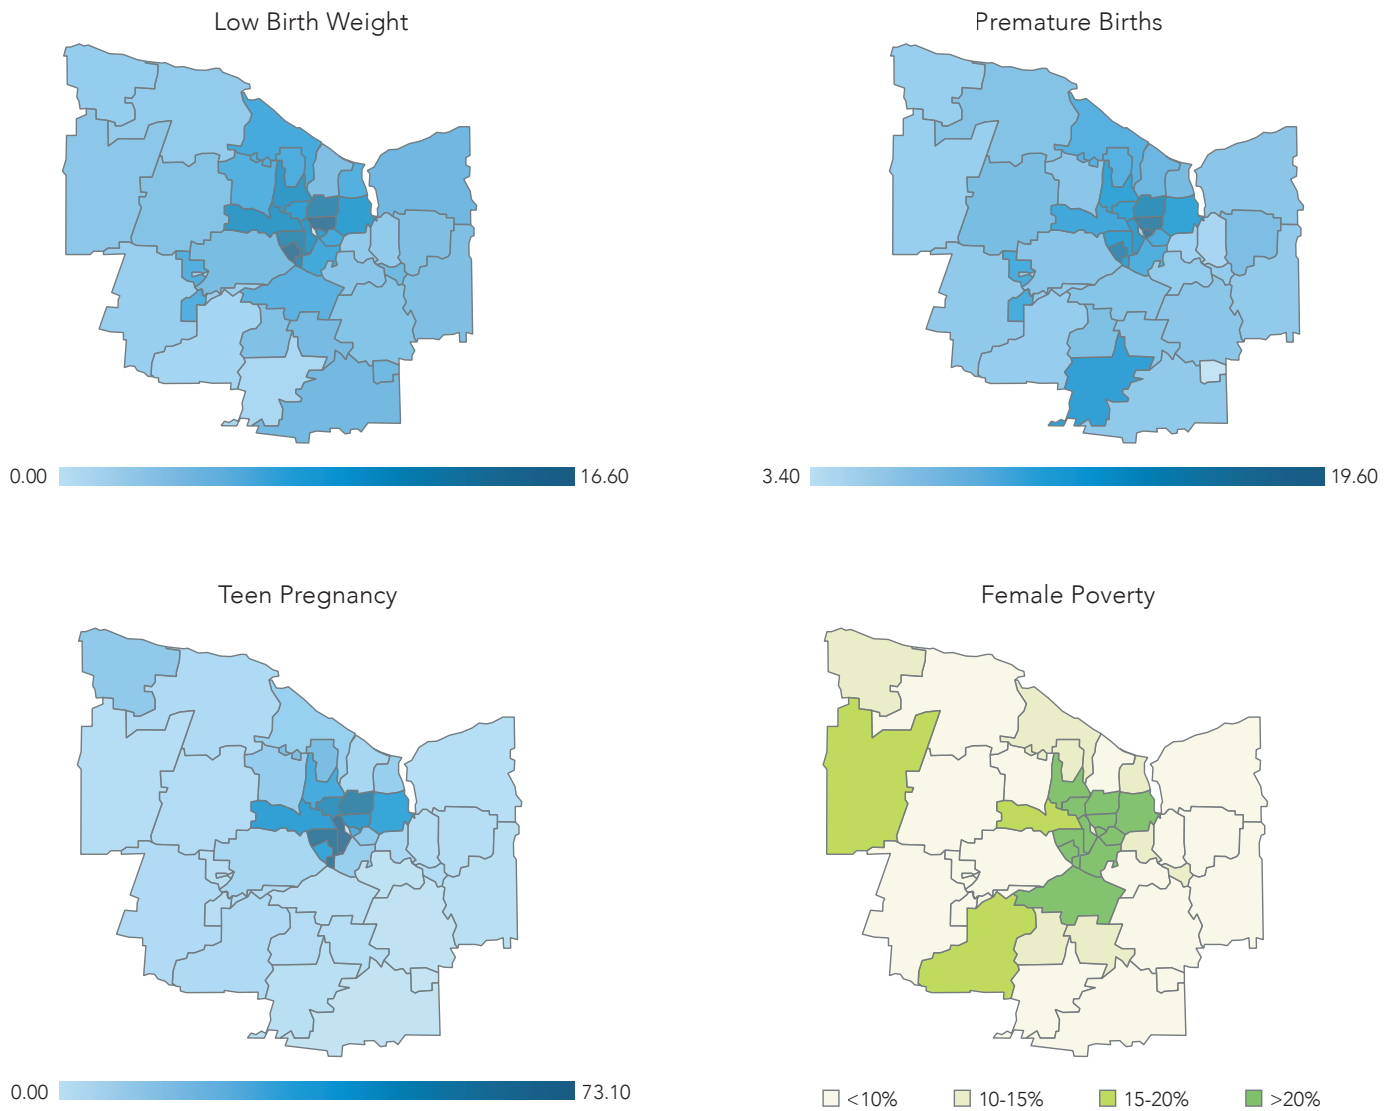 Low Birth Weight
Premature Births
0.00
16.60
3.40
19.60
Teen Pregnancy
Female Poverty
0.00
73.10
<10%
10-15%
15-20%
>20%